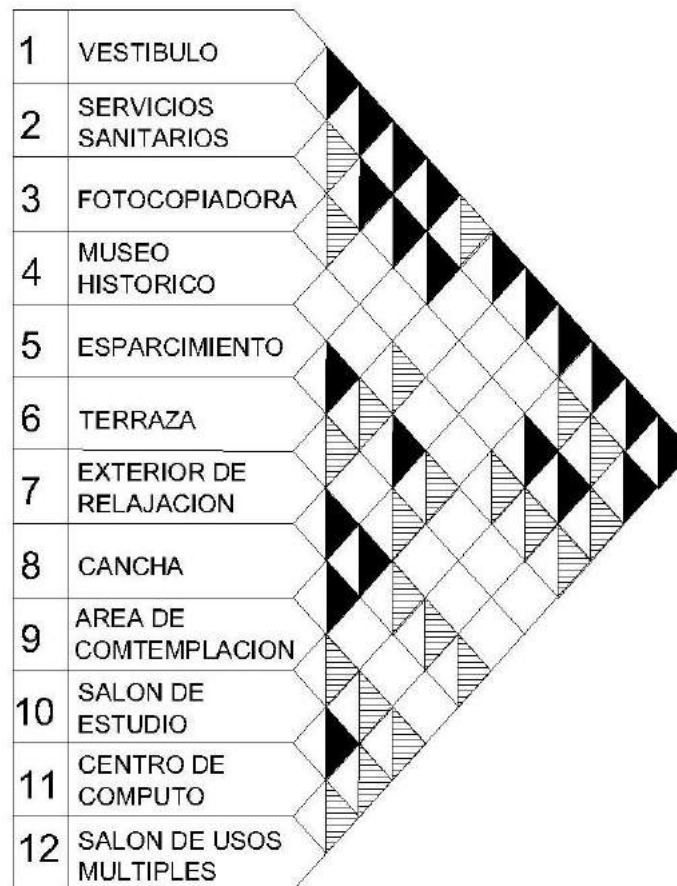 1 VESTIBULO
2 SERVICIOS
SANITARIOS
3 FOTOCOPIADORA
4 MUSEO
HISTORICO
5 ESPARCIMIENTO
6 TERRAZA
7 EXTERIOR DE
RELAJACION
8 CANCHA
9 AREA DE
COMTEMPLACION
10 SALON DE
ESTUDIO
11 CENTRO DE
COMPUTO
12 SALON DE USOS
MULTIPLES